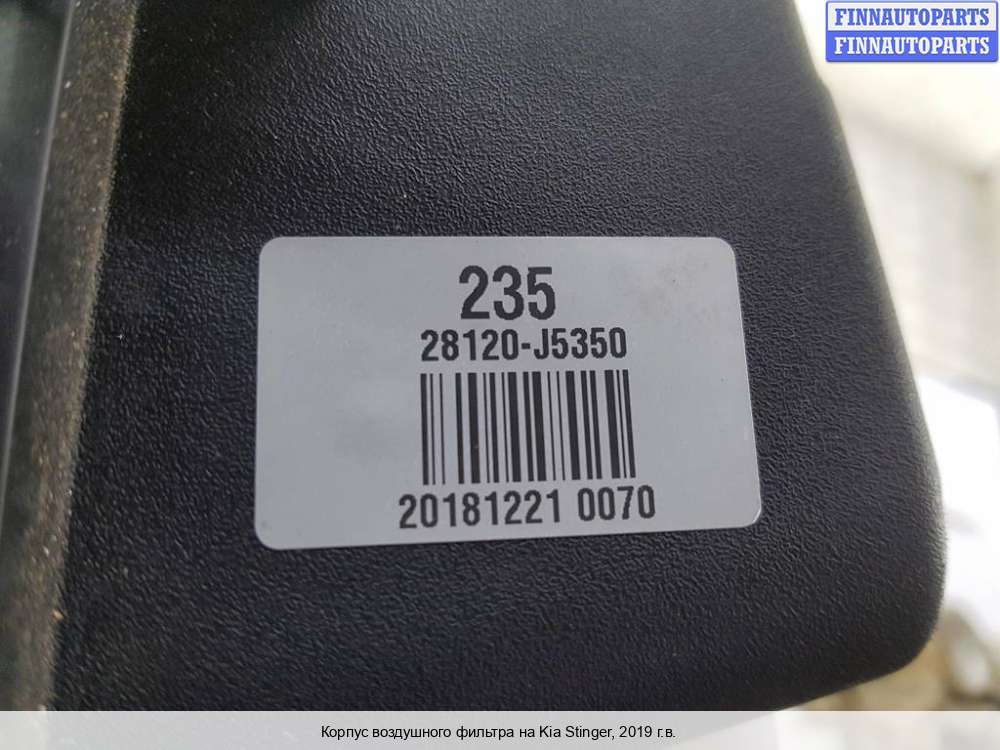 FINNAUTOPARTS
FINNAUTOPARTS
235
28120-J5350
20181221 0070
Корпус воздушного фильтра на Kia Stinger, 2019 г.в.